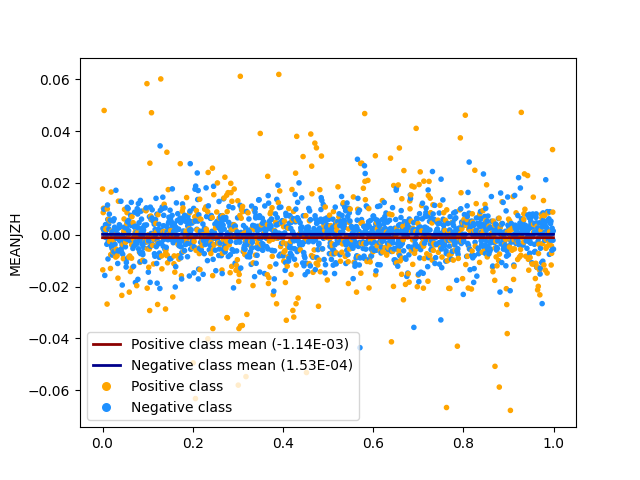 0.06
0.04
0.02
0.00
−0.02
−0.04
−0.06
MEANJZH
Positive class mean (-1.14E-03)
Negative class mean (1.53E-04)
Positive class
Negative class
0.0 0.2 0.4 0.6 0.8 1.0